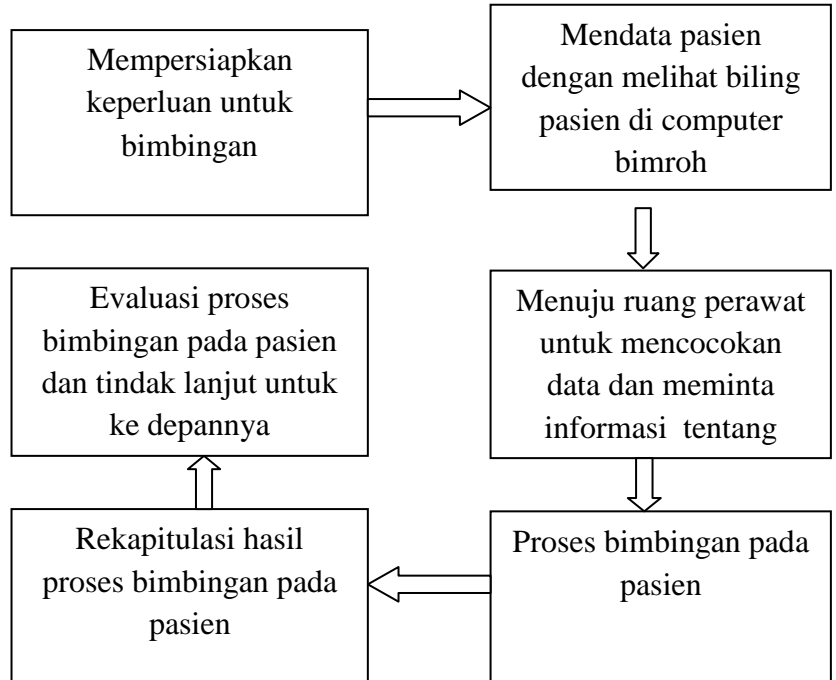 Mempersiapkan
keperluan untuk
bimbingan
Mendata pasien
dengan melihat biling
pasien di computer
bimroh
Menuju ruang perawat
untuk mencocokan
data dan meminta
informasi tentang
Proses bimbingan pada
pasien
Rekapitulasi hasil
proses bimbingan pada
pasien
Evaluasi proses
bimbingan pada pasien
dan tindak lanjut untuk
ke depannya